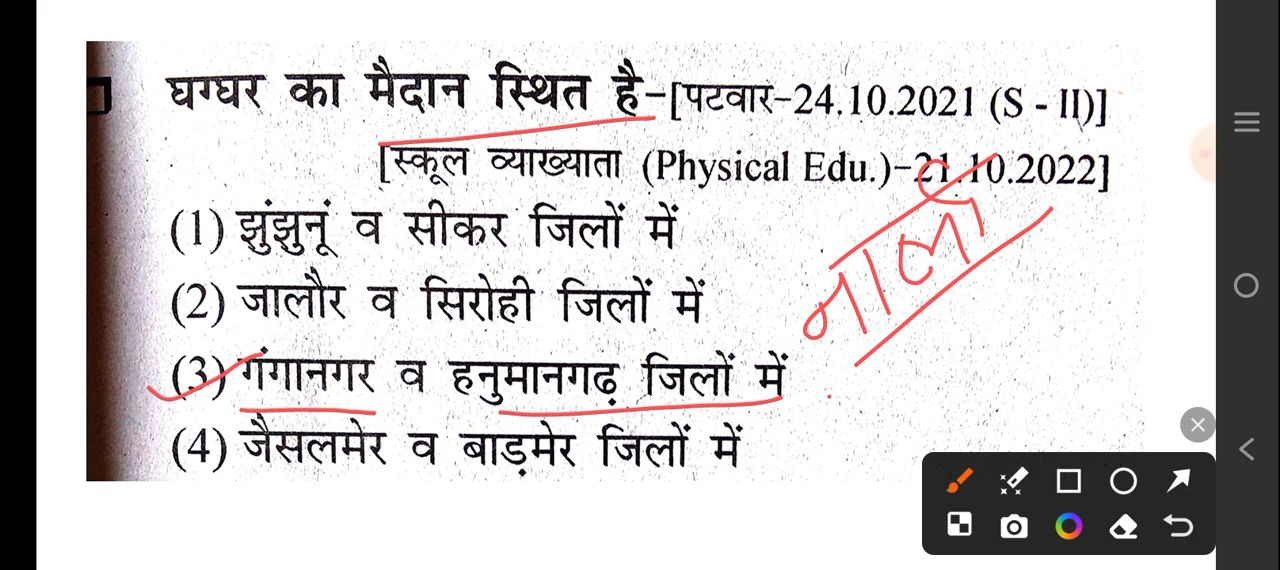 घग्घर का मैदान स्थित है-[पटवार-24.10.2021 (S - II)]
[स्कूल व्याख्याता (Physical Edu.)-21.10.2022]
(1) झुंझुनूं व सीकर जिलों में
(2) जालौर व सिरोही जिलों में
(3) गंगानगर व हनुमानगढ़ जिलों में
(4) जैसलमेर व बाड़मेर जिलों में